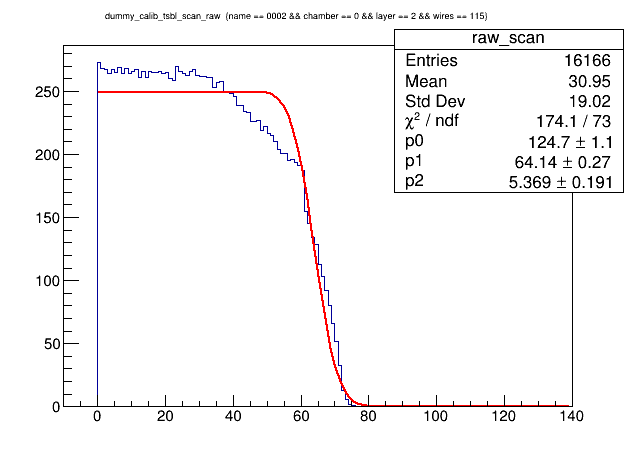 dummy_calib_tsbl_scan_raw (name == 0002 && chamber == 0 && layer == 2 && wires == 115)
raw_scan
Entries 16166
Mean 30.95
Std Dev 19.02
χ² / ndf 174.1 / 73
p0 124.7 ± 1.1
p1 64.14 ± 0.27
p2 5.369 ± 0.191
250
200
150
100
50
0
0 20 40 60 80 100 120 140